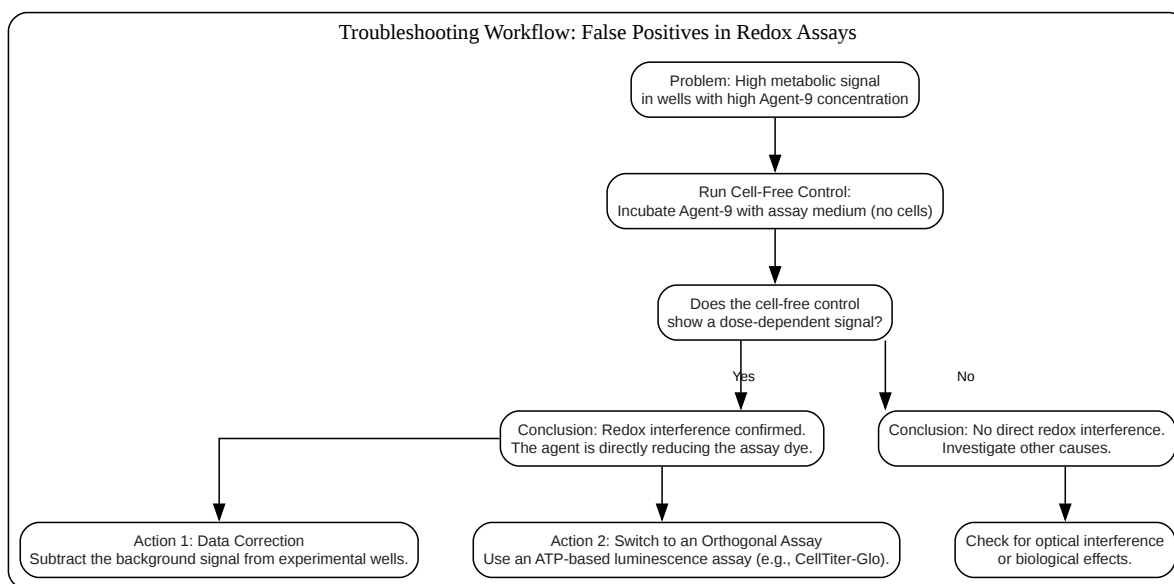 Troubleshooting Workflow: False Positives in Redox Assays
Problem: High metabolic signal
in wells with high Agent-9 concentration
Run Cell-Free Control:
Incubate Agent-9 with assay medium (no cells)
Does the cell-free control
show a dose-dependent signal?
Yes
No
Conclusion: Redox interference confirmed.
The agent is directly reducing the assay dye.
Conclusion: No direct redox interference.
Investigate other causes.
Action 1: Data Correction
Subtract the background signal from experimental wells.
Action 2: Switch to an Orthogonal Assay
Use an ATP-based luminescence assay (e.g., CellTiter-Glo).
Check for optical interference
or biological effects.